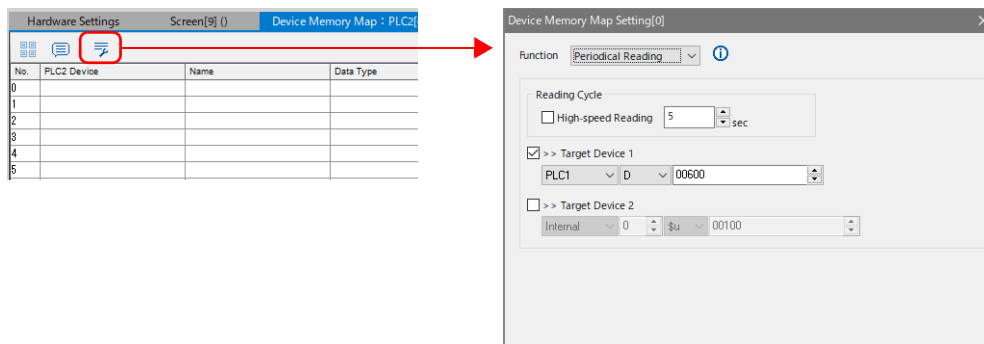 Hardware Settings Screen[9] () Device Memory Map : PLC2[
No. PLC2 Device Name Data Type
0
1
2
3
4
5
Device Memory Map Setting[0]
Function Periodical Reading
Reading Cycle
High-speed Reading 5 sec
>> Target Device 1
PLC1 D 00600
>> Target Device 2
Internal 0 $u 00100